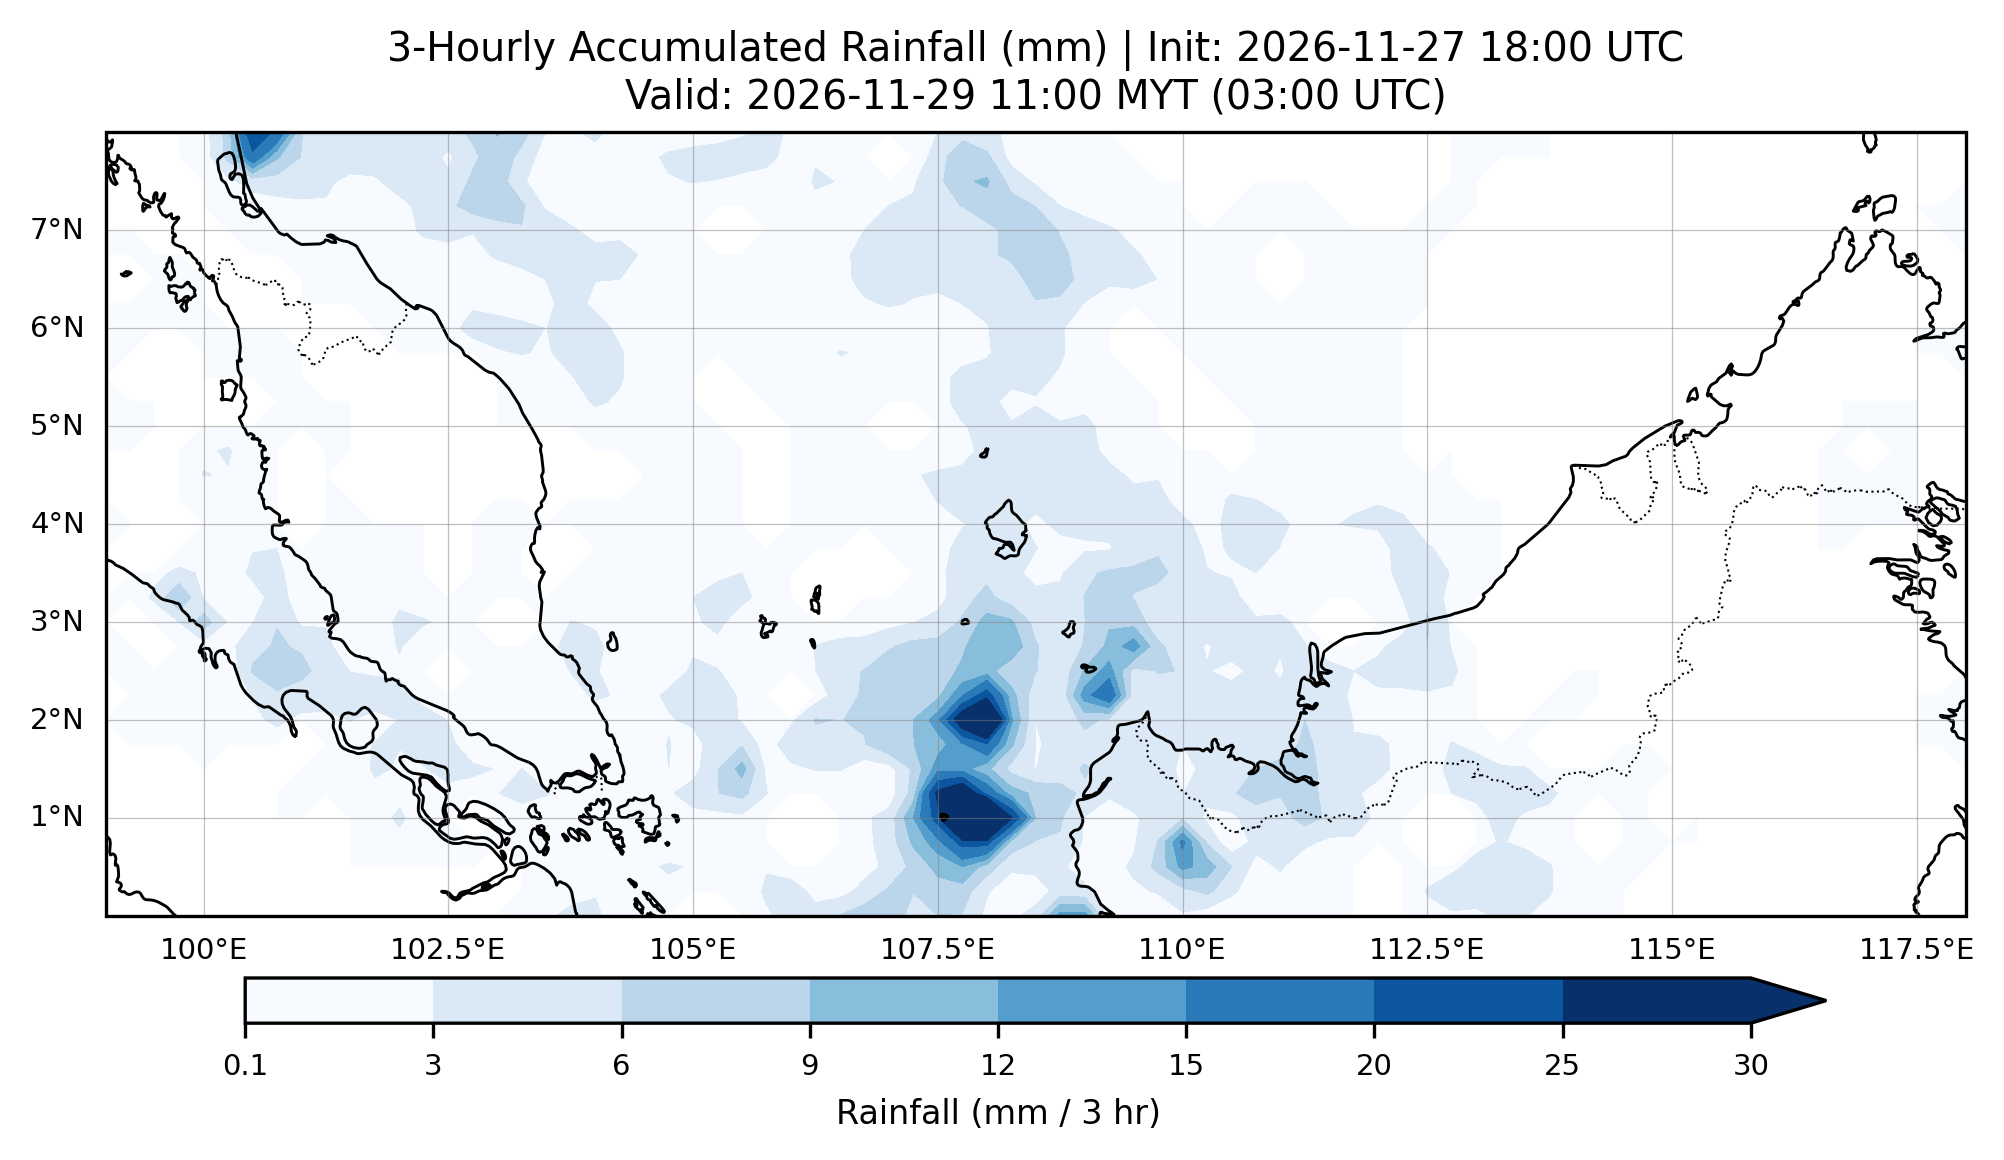 3-Hourly Accumulated Rainfall (mm) | Init: 2026-11-27 18:00 UTC
Valid: 2026-11-29 11:00 MYT (03:00 UTC)
7°N
6°N
5°N
4°N
3°N
2°N
1°N
100°E 102.5°E 105°E 107.5°E 110°E 112.5°E 115°E 117.5°E
0.1 3 6 9 12 15 20 25 30
Rainfall (mm / 3 hr)